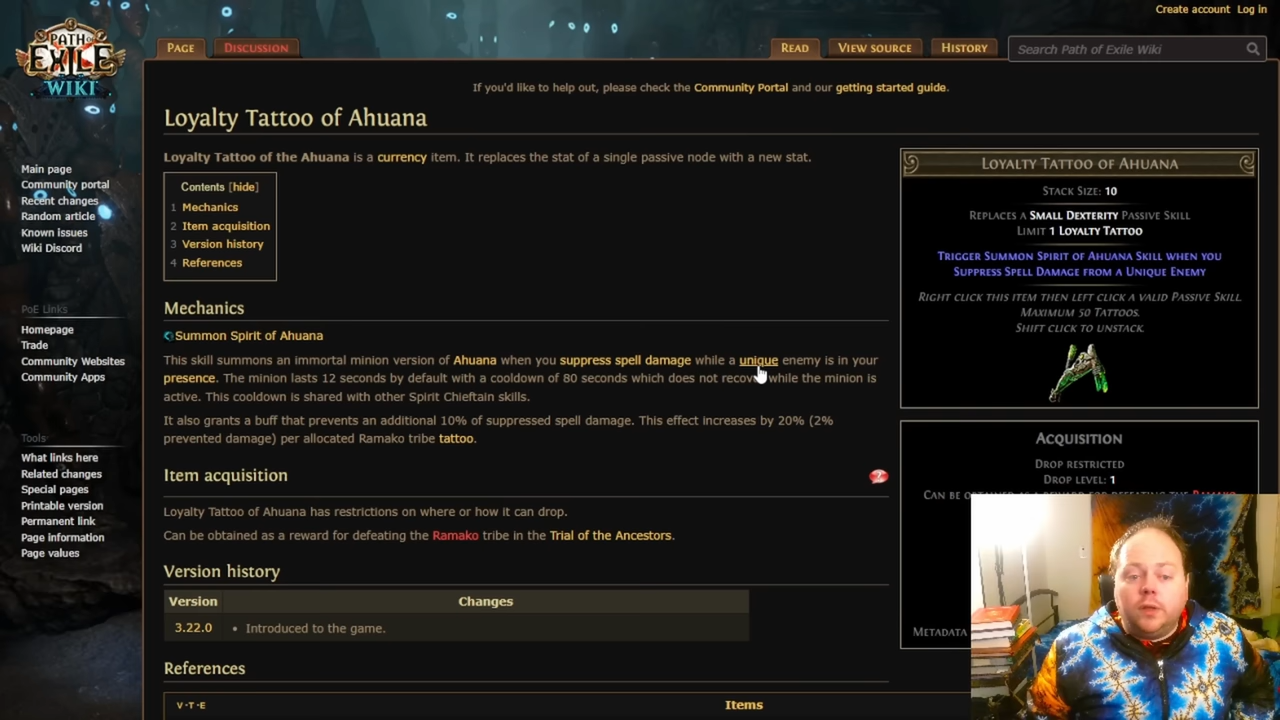 Create account Log in
PATH OF EXILE WIKI
PAGE DISCUSSION READ VIEW SOURCE HISTORY Search Path of Exile Wiki
If you'd like to help out, please check the Community Portal and our getting started guide.
Loyalty Tattoo of Ahuana
Loyalty Tattoo of the Ahuana is a currency item. It replaces the stat of a single passive node with a new stat.
Contents [hide]
1 Mechanics
2 Item acquisition
3 Version history
4 References
Main page
Community portal
Recent changes
Random article
Known issues
Wiki Discord
PoE Links
Homepage
Trade
Community Websites
Community Apps
Tools
What links here
Related changes
Special pages
Printable version
Permanent link
Page information
Page values
Mechanics
Summon Spirit of Ahuana
This skill summons an immortal minion version of Ahuana when you suppress spell damage while a unique enemy is in your
presence. The minion lasts 12 seconds by default with a cooldown of 80 seconds which does not recover while the minion is
active. This cooldown is shared with other Spirit Chieftain skills.
It also grants a buff that prevents an additional 10% of suppressed spell damage. This effect increases by 20% (2%
prevented damage) per allocated Ramako tribe tattoo.
Item acquisition
Loyalty Tattoo of Ahuana has restrictions on where or how it can drop.
Can be obtained as a reward for defeating the Ramako tribe in the Trial of the Ancestors.
Version history
Version Changes
3.22.0 • Introduced to the game.
References
V · T · E Items
LOYALTY TATTOO OF AHUANA
STACK SIZE: 10
REPLACES A SMALL DEXTERITY PASSIVE SKILL
LIMIT 1 LOYALTY TATTOO
TRIGGER SUMMON SPIRIT OF AHUANA SKILL WHEN YOU
SUPPRESS SPELL DAMAGE FROM A UNIQUE ENEMY
RIGHT CLICK THIS ITEM THEN LEFT CLICK A VALID PASSIVE SKILL.
MAXIMUM 50 TATTOOS.
SHIFT CLICK TO UNSTACK.
ACQUISITION
DROP RESTRICTED
DROP LEVEL: 1
CAN BE OBTAINED AS A REWARD FOR DEFEATING THE RAMAKO
METADATA